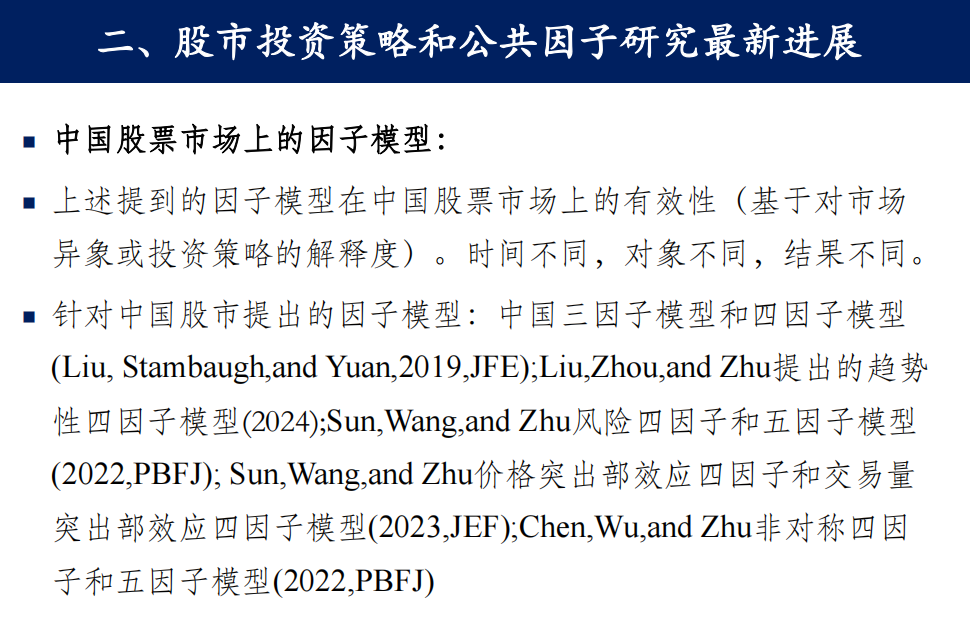 二、股市投资策略和公共因子研究最新进展
■ 中国股票市场上的因子模型：
■ 上述提到的因子模型在中国股票市场上的有效性（基于对市场
异象或投资策略的解释度）。时间不同，对象不同，结果不同。
■ 针对中国股市提出的因子模型：中国三因子模型和四因子模型
(Liu, Stambaugh,and Yuan,2019,JFE);Liu,Zhou,and Zhu提出的趋势
性四因子模型(2024);Sun,Wang,and Zhu风险四因子和五因子模型
(2022,PBFJ); Sun,Wang,and Zhu价格突出部效应四因子和交易量
突出部效应四因子模型(2023,JEF);Chen,Wu,and Zhu非对称四因
子和五因子模型(2022,PBFJ)